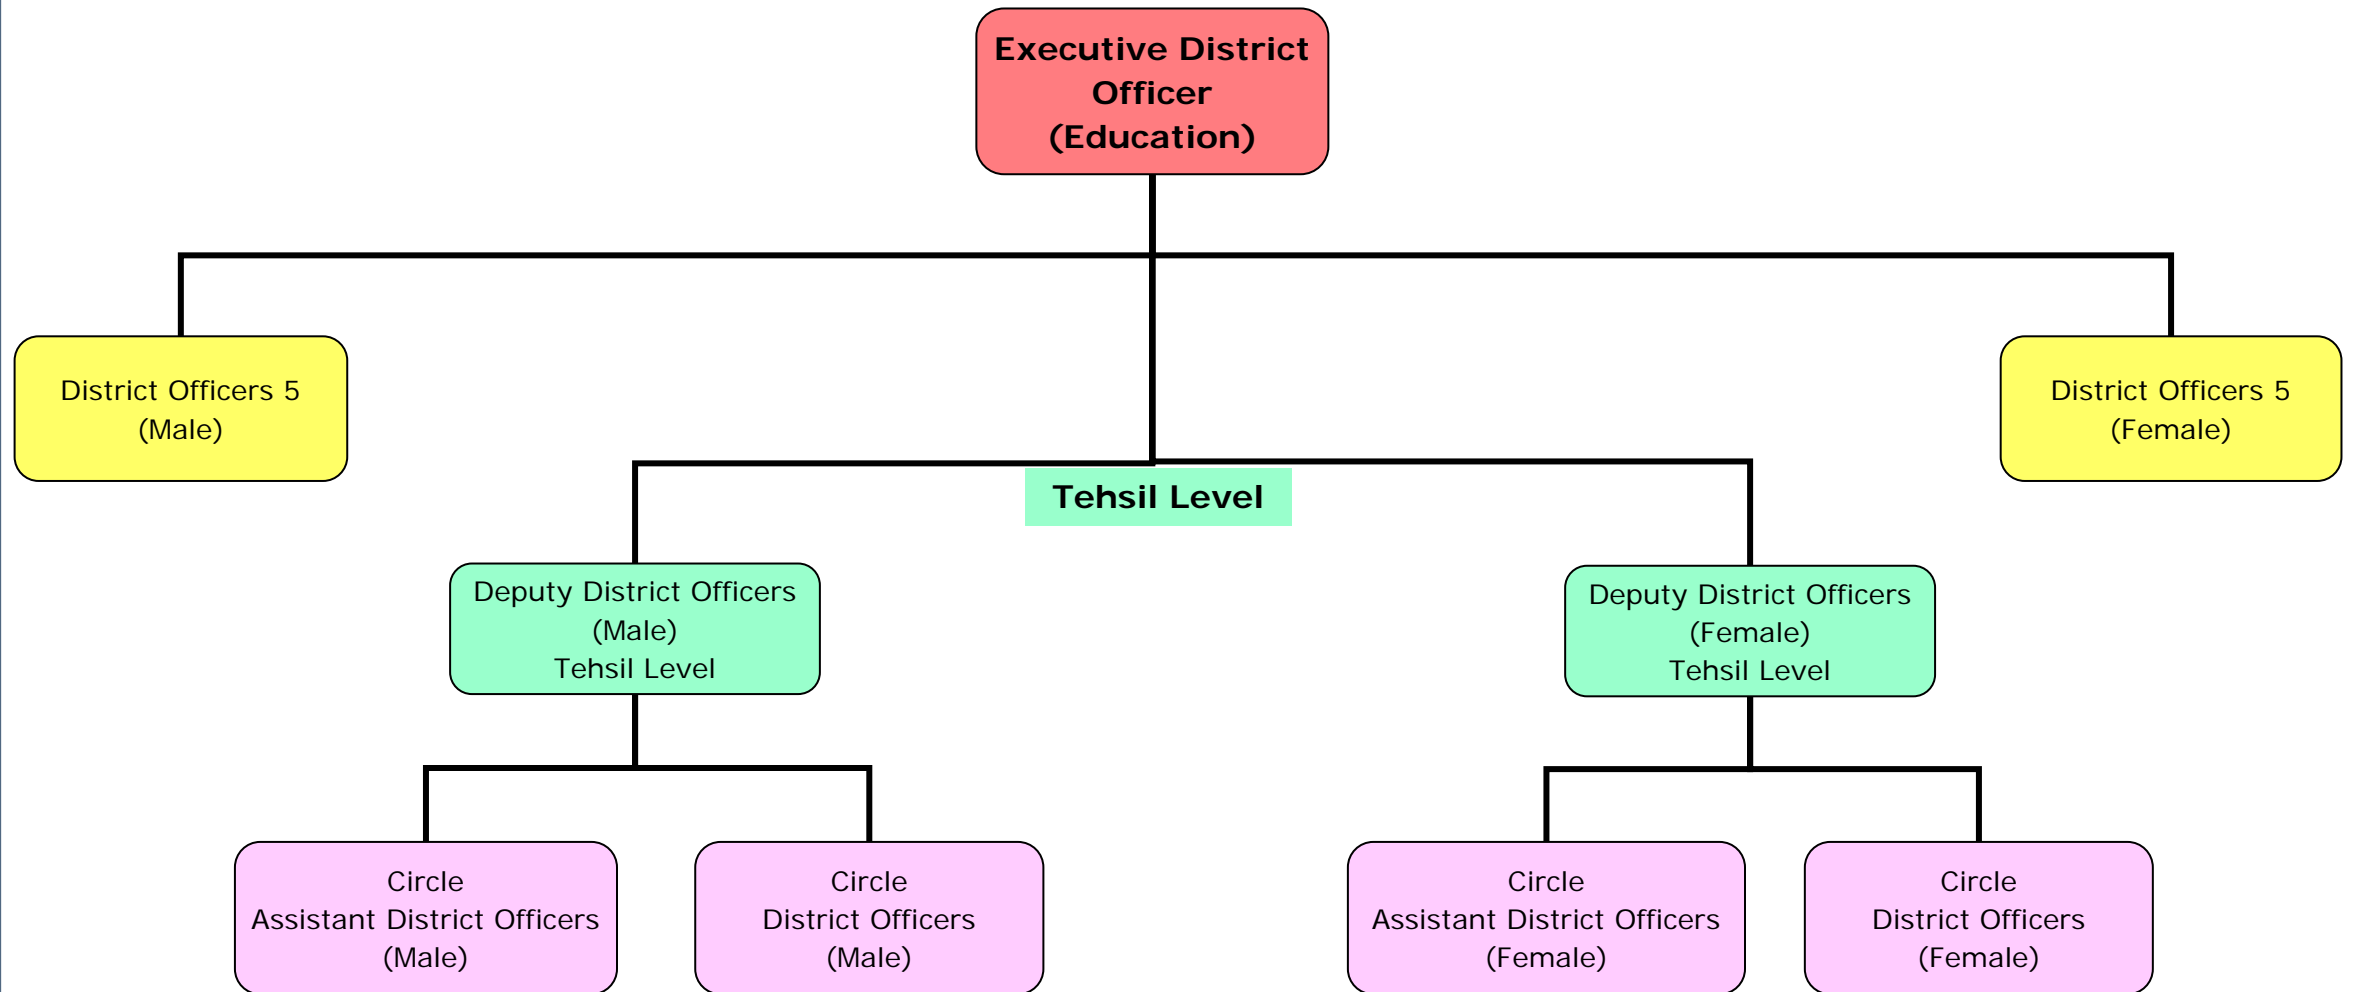 Executive District
Officer
(Education)
District Officers 5
(Male)
District Officers 5
(Female)
Tehsil Level
Deputy District Officers
(Male)
Tehsil Level
Deputy District Officers
(Female)
Tehsil Level
Circle
Assistant District Officers
(Male)
Circle
District Officers
(Male)
Circle
Assistant District Officers
(Female)
Circle
District Officers
(Female)